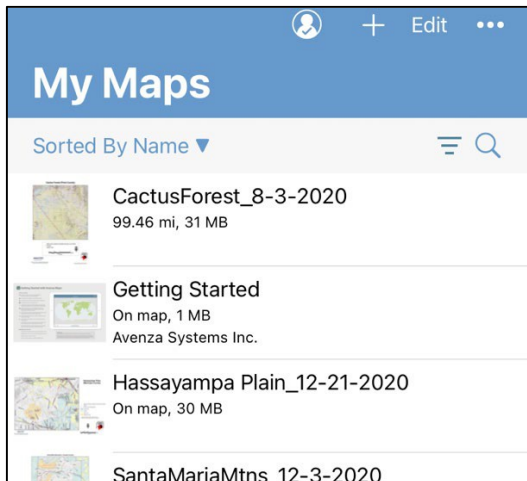 Edit
My Maps
Sorted By Name ▼
CactusForest_8-3-2020
99.46 mi, 31 MB
Getting Started
On map, 1 MB
Avenza Systems Inc.
Hassayampa Plain_12-21-2020
On map, 30 MB
SantaMariaMtns_12-3-2020